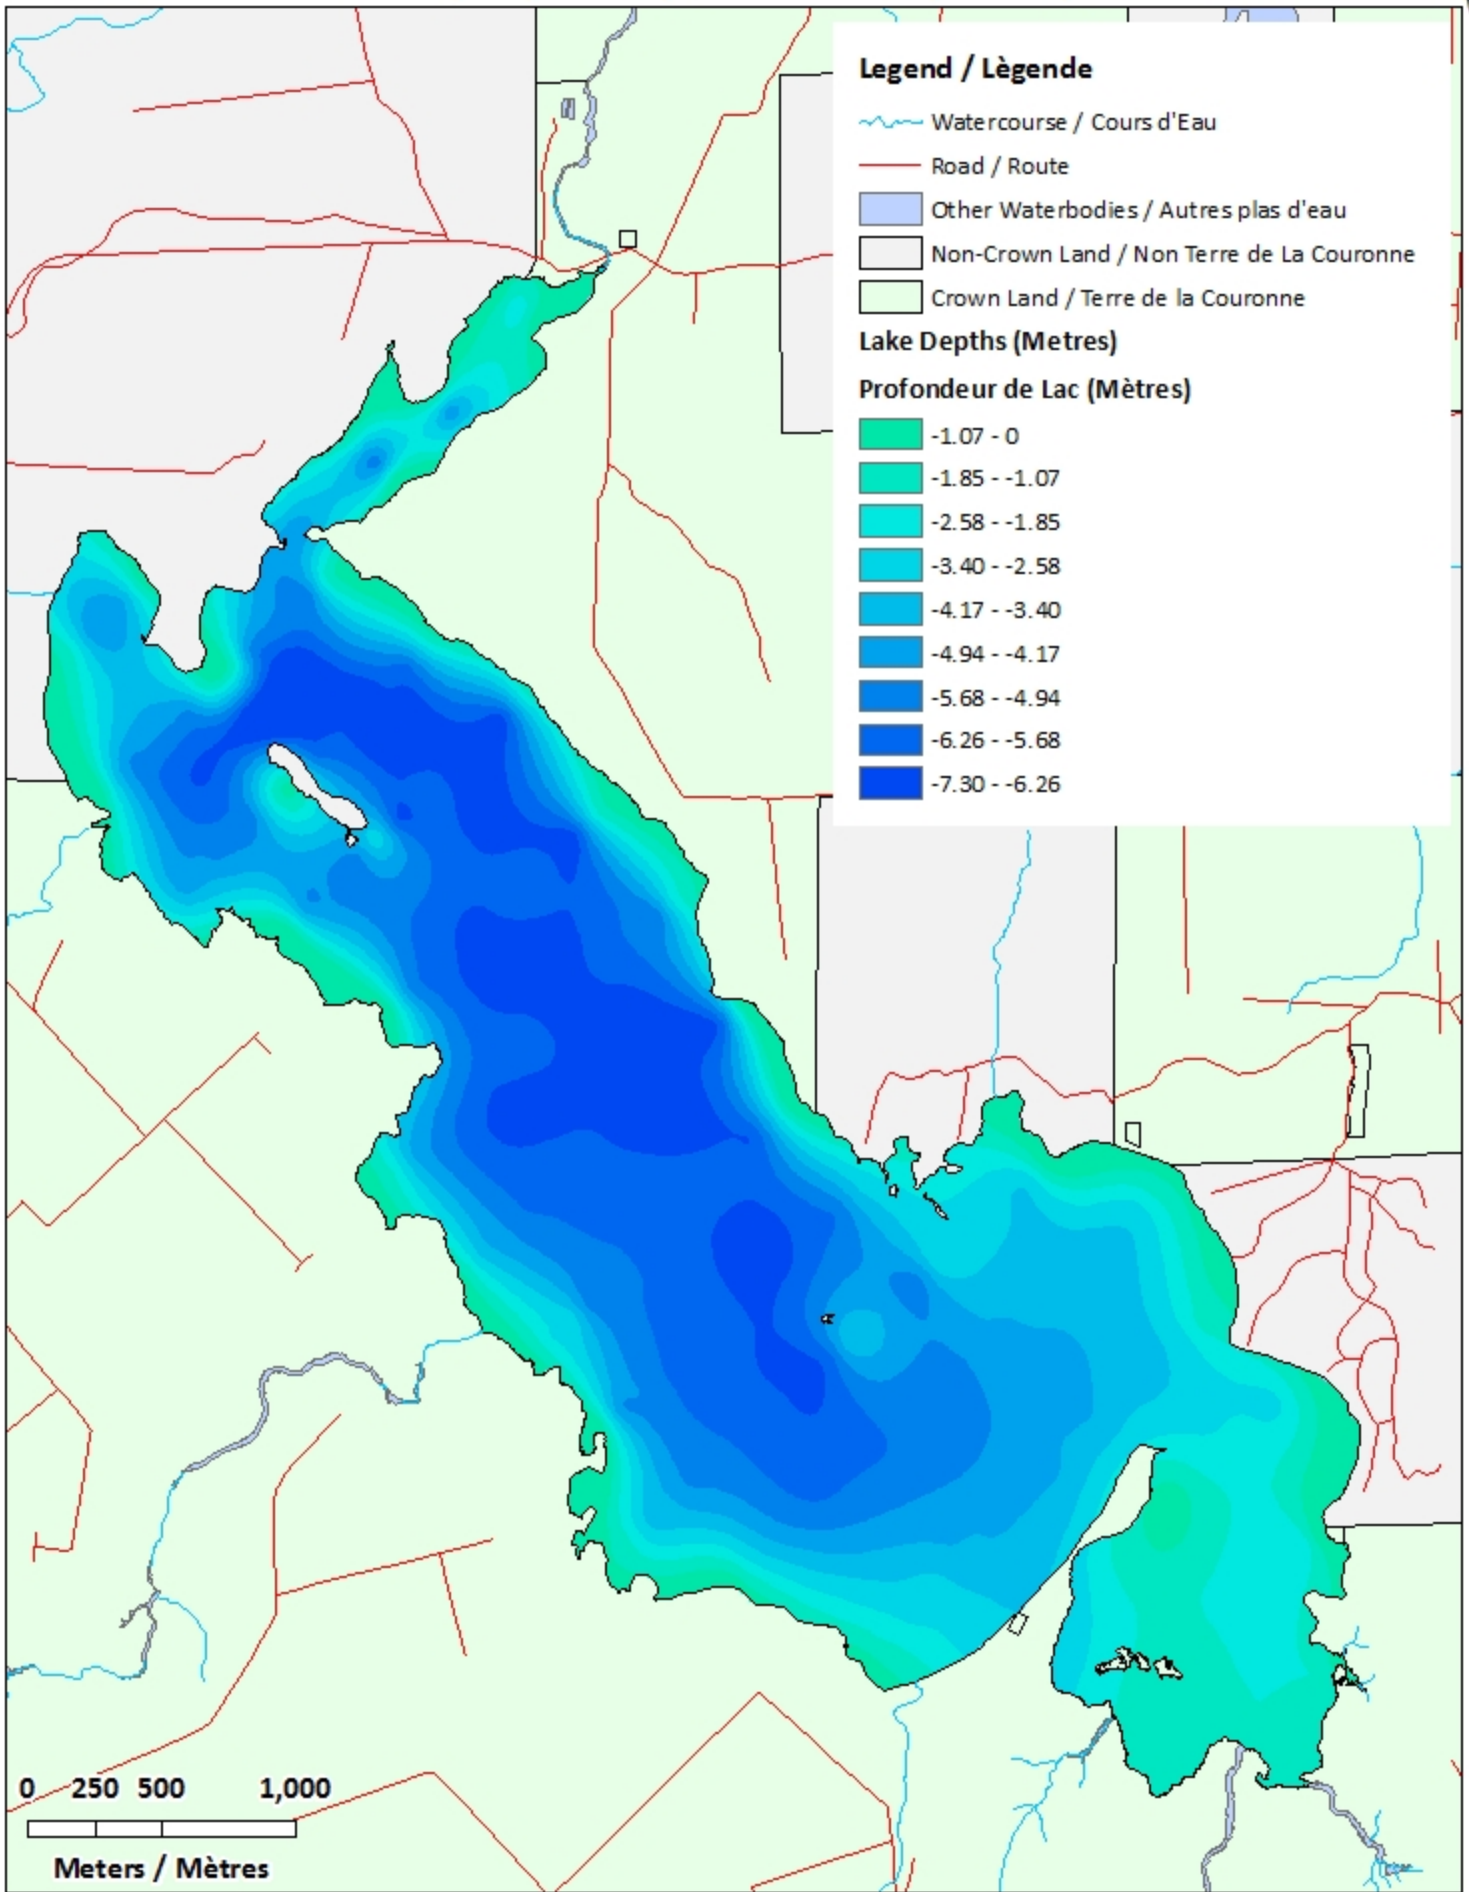 Legend / Lègende
Watercourse / Cours d'Eau
Road / Route
Other Waterbodies / Autres plas d'eau
Non-Crown Land / Non Terre de La Couronne
Crown Land / Terre de la Couronne
Lake Depths (Metres)
Profondeur de Lac (Mètres)
-1.07 - 0
-1.85 - -1.07
-2.58 - -1.85
-3.40 - -2.58
-4.17 - -3.40
-4.94 - -4.17
-5.68 - -4.94
-6.26 - -5.68
-7.30 - -6.26
0 250 500 1,000
Meters / Mètres